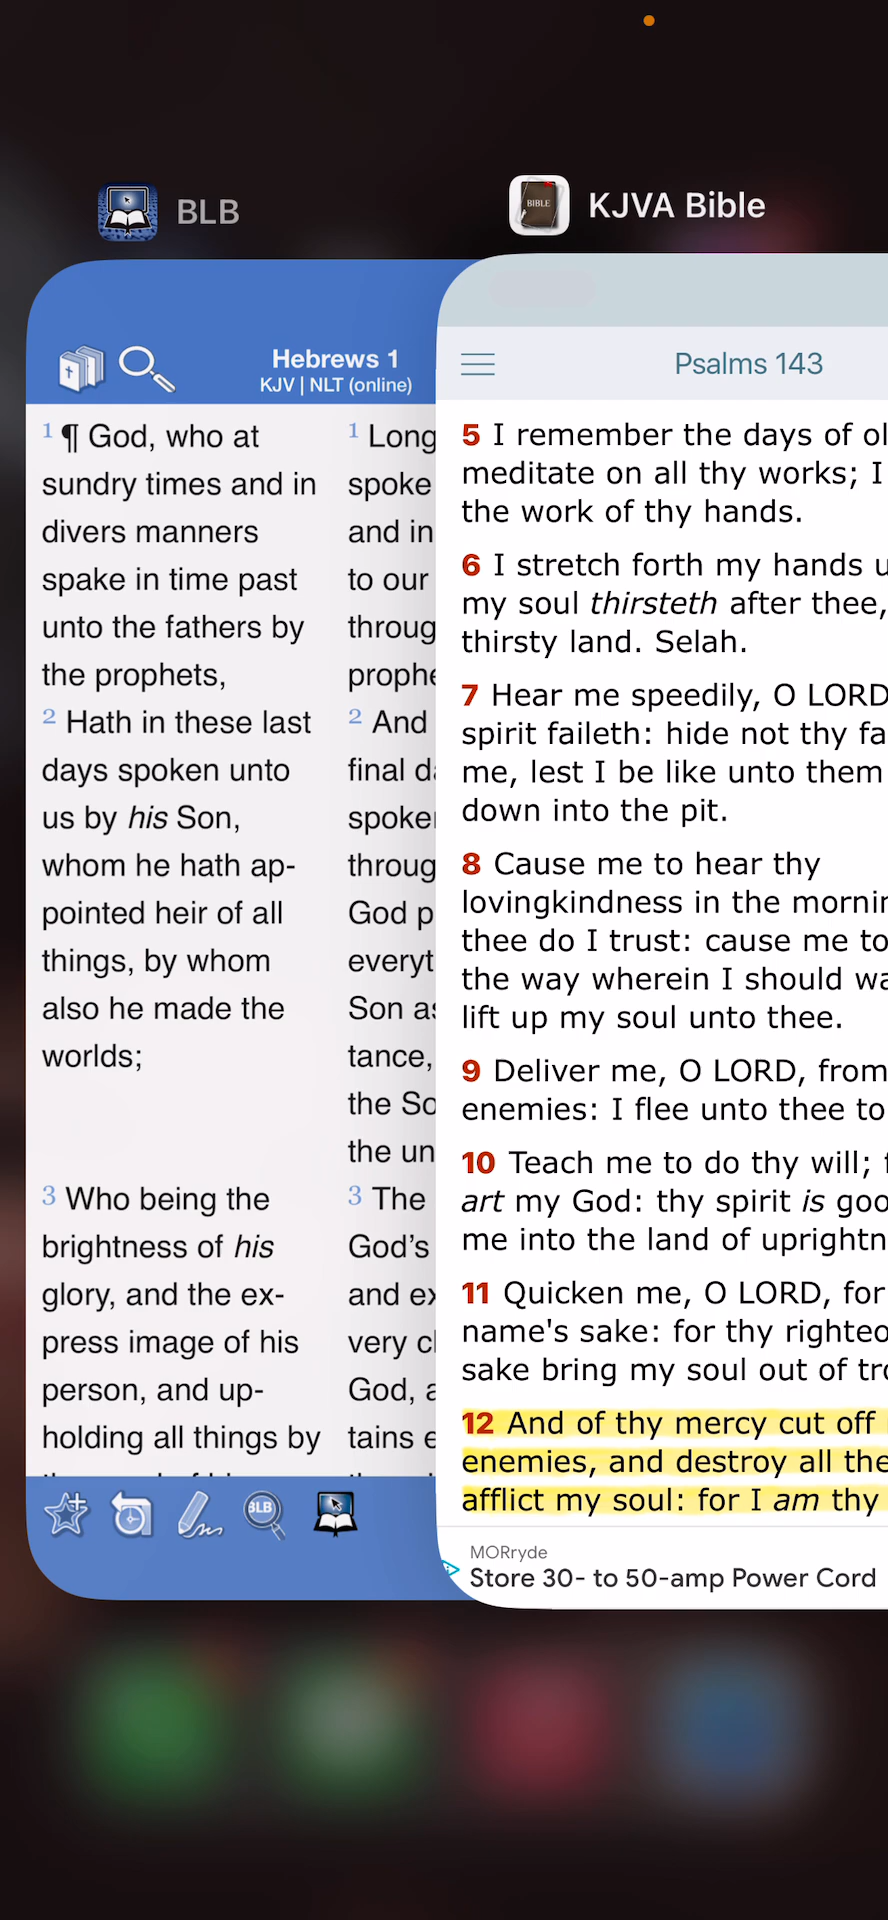 BLB
KJVA Bible
Hebrews 1
KJV | NLT (online)
1 ¶ God, who at
sundry times and in
divers manners
spake in time past
unto the fathers by
the prophets,
2 Hath in these last
days spoken unto
us by his Son,
whom he hath ap-
pointed heir of all
things, by whom
also he made the
worlds;
3 Who being the
brightness of his
glory, and the ex-
press image of his
person, and up-
holding all things by
1 Long
spoke
and in
to our
throug
prophe
2 And
final d
spoke
throug
God p
everyt
Son as
tance,
the So
the un
3 The
God's
and ex
very c
God, a
tains e
BLB
BIBLE
Psalms 143
5 I remember the days of ol
meditate on all thy works; I
the work of thy hands.
6 I stretch forth my hands u
my soul thirsteth after thee,
thirsty land. Selah.
7 Hear me speedily, O LORD
spirit faileth: hide not thy fa
me, lest I be like unto them
down into the pit.
8 Cause me to hear thy
lovingkindness in the mornin
thee do I trust: cause me to
the way wherein I should wa
lift up my soul unto thee.
9 Deliver me, O LORD, from
enemies: I flee unto thee to
10 Teach me to do thy will; f
art my God: thy spirit is goo
me into the land of uprightn
11 Quicken me, O LORD, for
name's sake: for thy righteo
sake bring my soul out of tro
12 And of thy mercy cut off
enemies, and destroy all the
afflict my soul: for I am thy
MORryde
Store 30- to 50-amp Power Cord